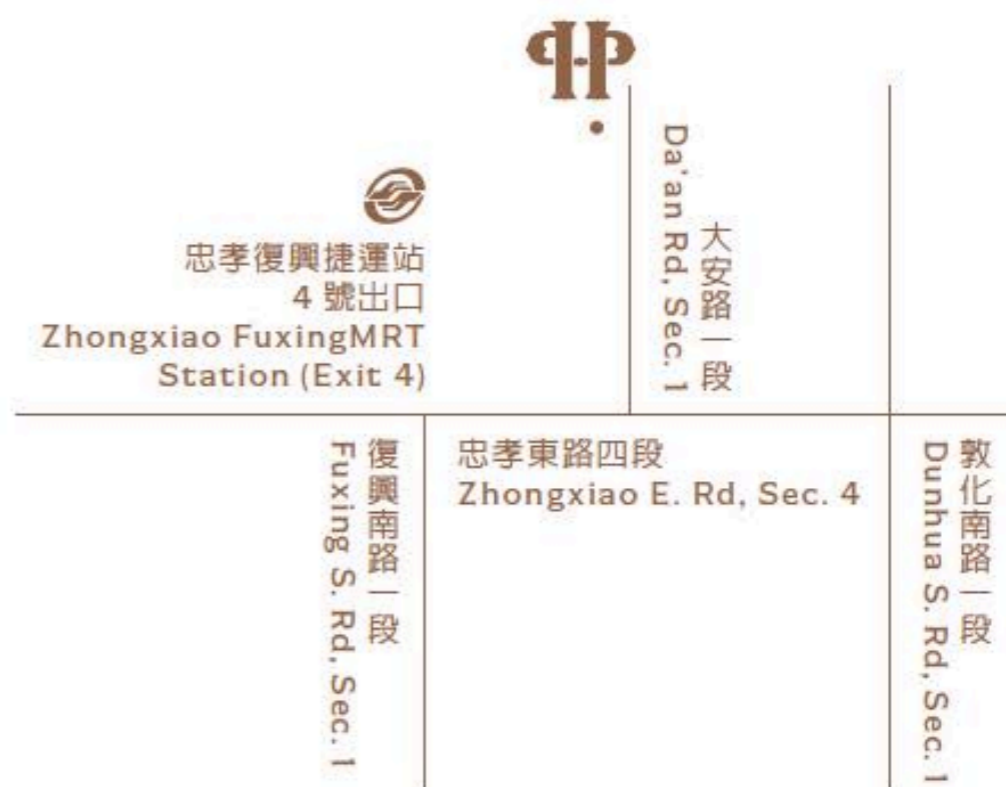 Da'an Rd, Sec. 1
大安路一段
忠孝復興捷運站
4 號出口
Zhongxiao FuxingMRT
Station (Exit 4)
復興南路一段
Fuxing S. Rd, Sec. 1
忠孝東路四段
Zhongxiao E. Rd, Sec. 4
敦化南路一段
Dunhua S. Rd, Sec. 1